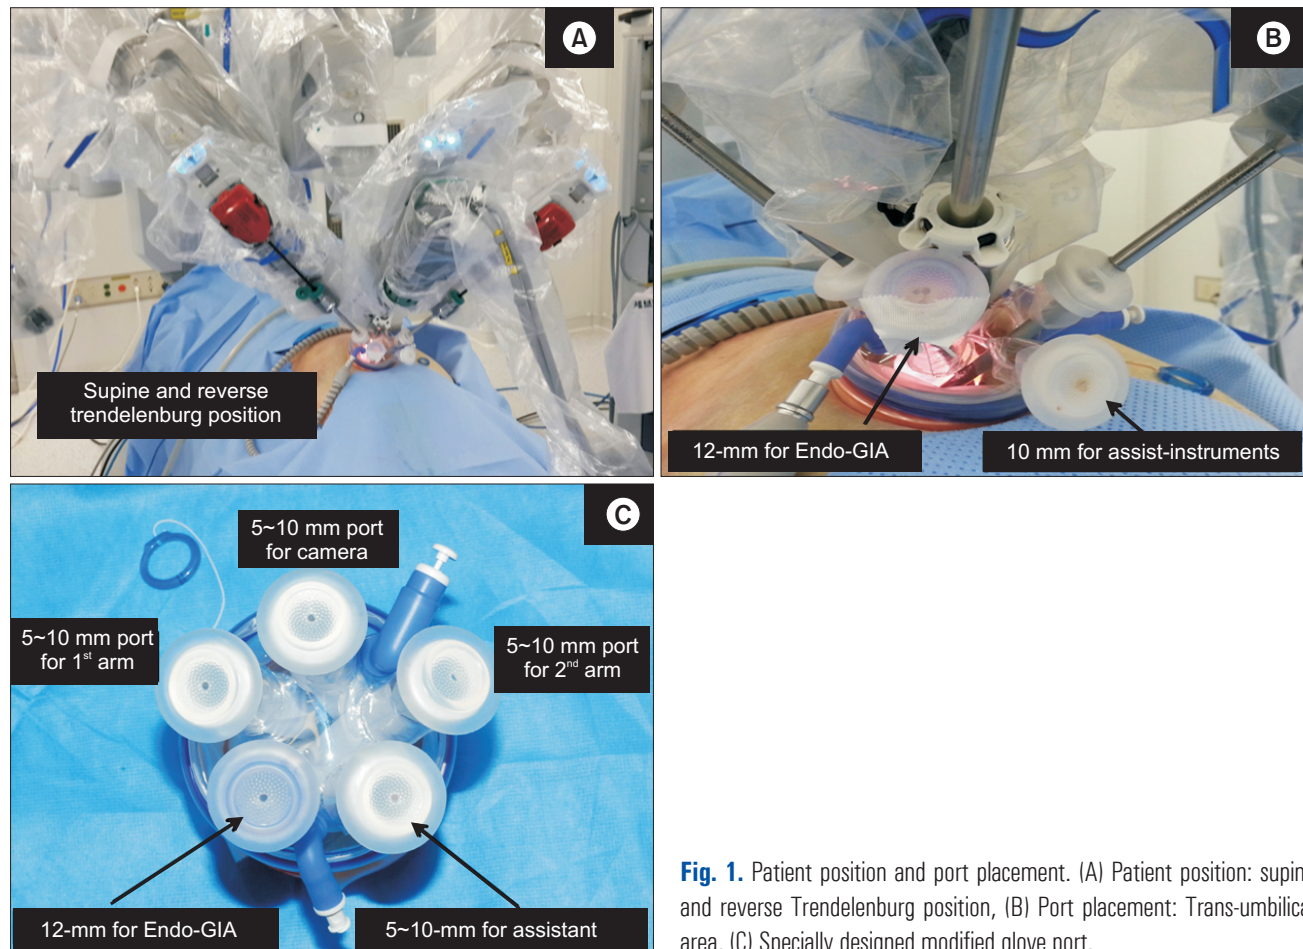 A
Supine and reverse
trendelenburg position
B
12-mm for Endo-GIA
10 mm for assist-instruments
C
5~10 mm port
for camera
5~10 mm port
for 1st arm
5~10 mm port
for 2nd arm
12-mm for Endo-GIA
5~10-mm for assistant
Fig. 1. Patient position and port placement. (A) Patient position: supin
and reverse Trendelenburg position, (B) Port placement: Trans-umbilica
area, (C) Specially designed modified glove port.